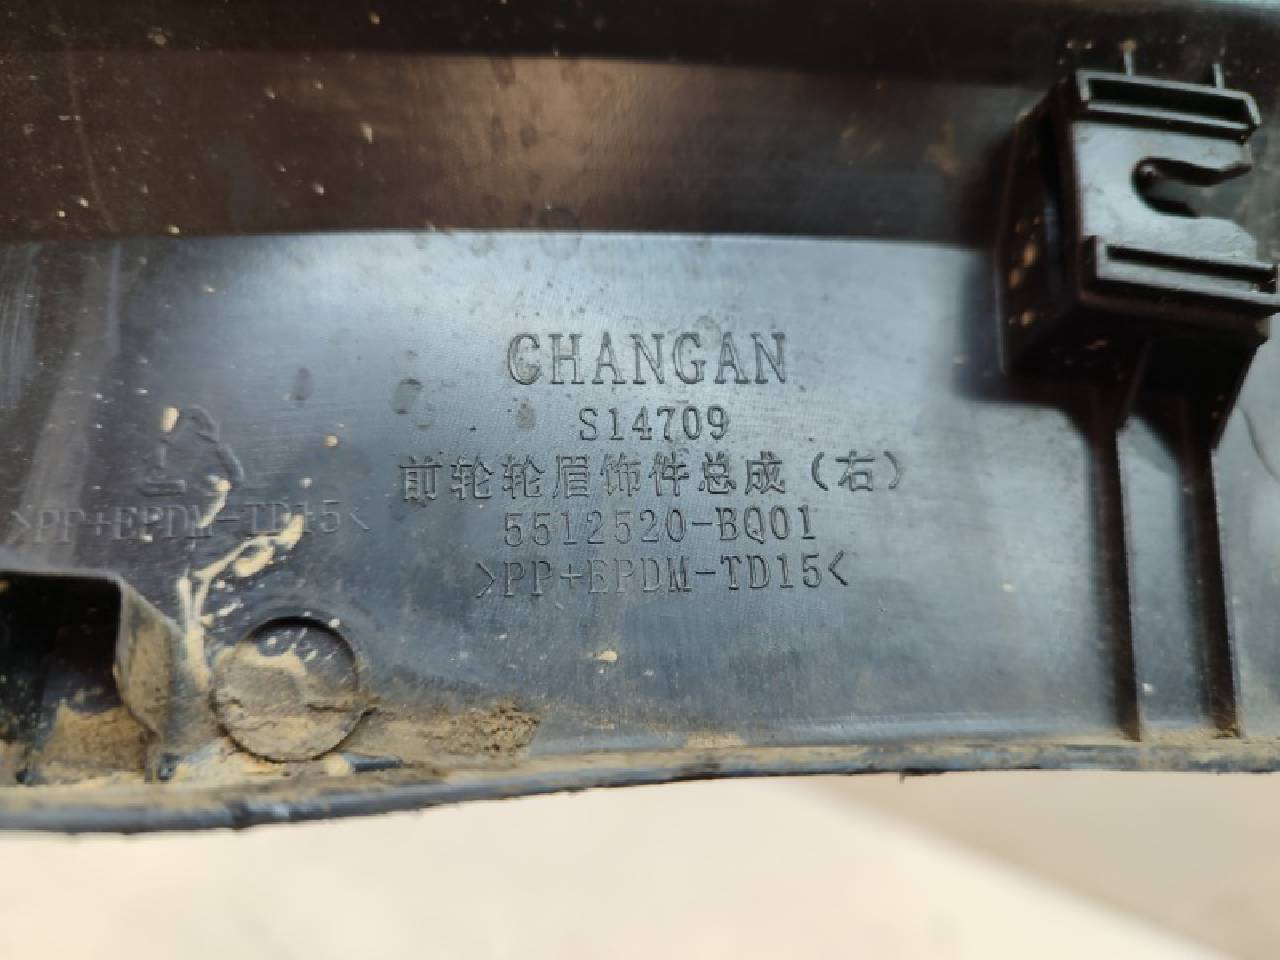 CHANGAN
S14709
前轮轮眉饰件总成（右）
5512520-BQ01
>PP+EPDM-TD15<
>PP+EPDM-TD15<